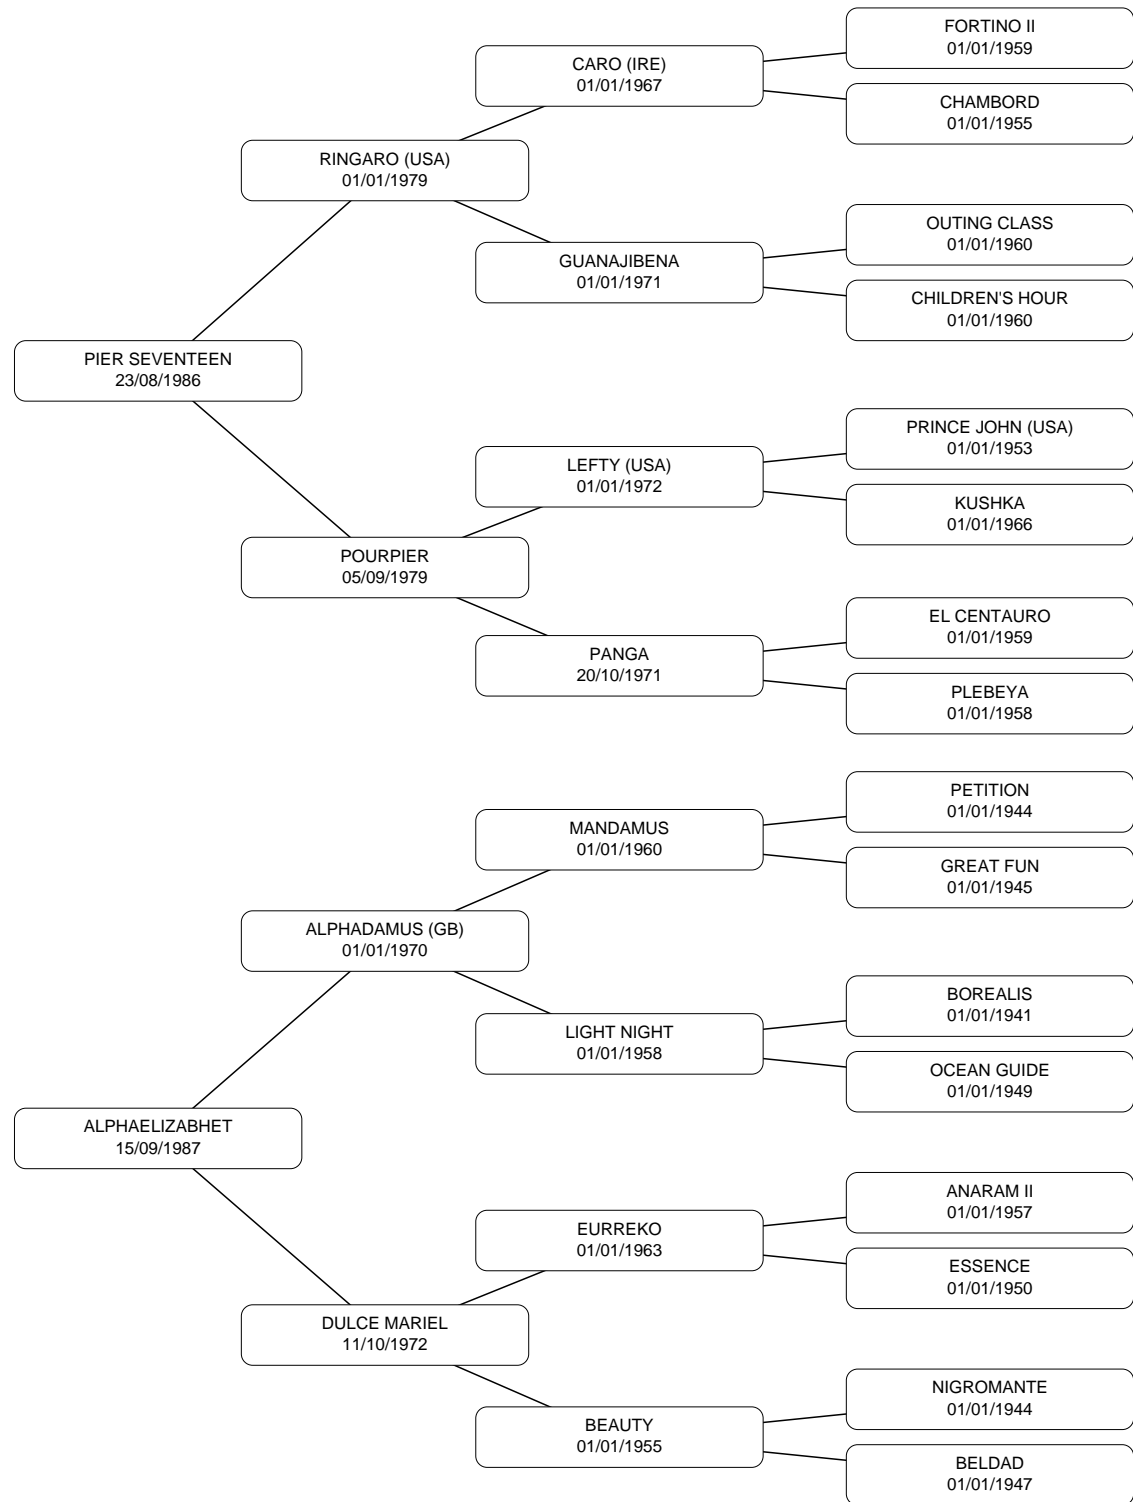 FORTINO II
01/01/1959
CARO (IRE)
01/01/1967
CHAMBORD
01/01/1955
RINGARO (USA)
01/01/1979
OUTING CLASS
01/01/1960
GUANAJIBENA
01/01/1971
CHILDREN'S HOUR
01/01/1960
PIER SEVENTEEN
23/08/1986
PRINCE JOHN (USA)
01/01/1953
LEFTY (USA)
01/01/1972
KUSHKA
01/01/1966
POURPIER
05/09/1979
EL CENTAURO
01/01/1959
PANGA
20/10/1971
PLEBEYA
01/01/1958
PETITION
01/01/1944
MANDAMUS
01/01/1960
GREAT FUN
01/01/1945
ALPHADAMUS (GB)
01/01/1970
BOREALIS
01/01/1941
LIGHT NIGHT
01/01/1958
OCEAN GUIDE
01/01/1949
ALPHAELIZABHET
15/09/1987
ANARAM II
01/01/1957
EURREKO
01/01/1963
ESSENCE
01/01/1950
DULCE MARIEL
11/10/1972
NIGROMANTE
01/01/1944
BEAUTY
01/01/1955
BELDAD
01/01/1947